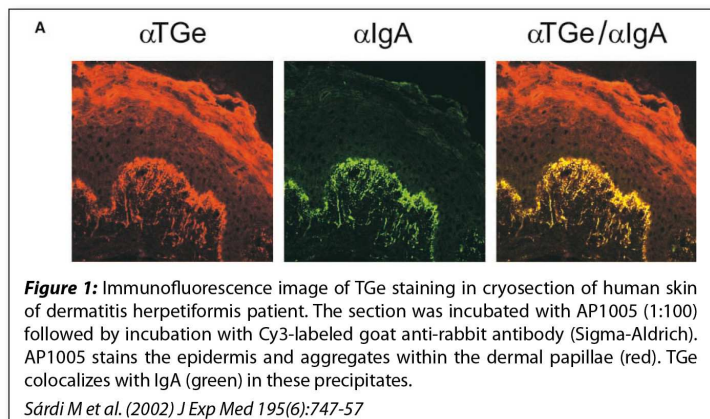 A
αTGe
αIgA
αTGe/αIgA
Figure 1: Immunofluorescence image of TGe staining in cryosection of human skin
of dermatitis herpetiformis patient. The section was incubated with AP1005 (1:100)
followed by incubation with Cy3-labeled goat anti-rabbit antibody (Sigma-Aldrich).
AP1005 stains the epidermis and aggregates within the dermal papillae (red). TGe
colocalizes with IgA (green) in these precipitates.
Sárdi M et al. (2002) J Exp Med 195(6):747-57